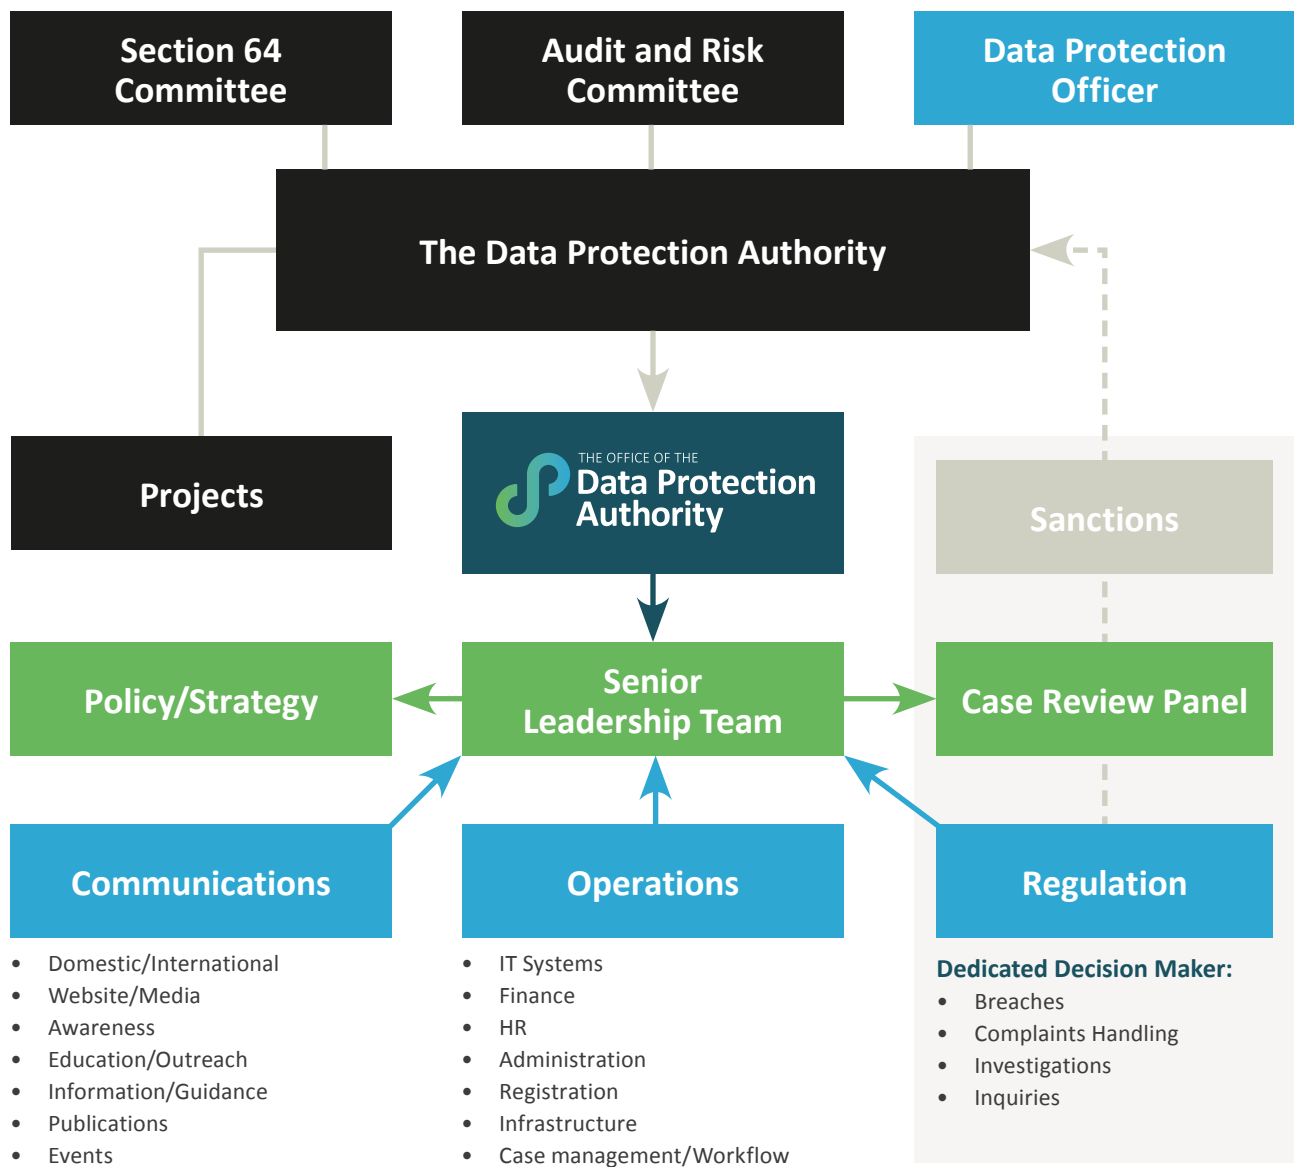 Section 64
Committee
Audit and Risk
Committee
Data Protection
Officer
The Data Protection Authority
Projects
THE OFFICE OF THE
Data Protection
Authority
Sanctions
Policy/Strategy
Senior
Leadership Team
Case Review Panel
Communications
• Domestic/International
• Website/Media
• Awareness
• Education/Outreach
• Information/Guidance
• Publications
• Events
Operations
• IT Systems
• Finance
• HR
• Administration
• Registration
• Infrastructure
• Case management/Workflow
Regulation
Dedicated Decision Maker:
• Breaches
• Complaints Handling
• Investigations
• Inquiries